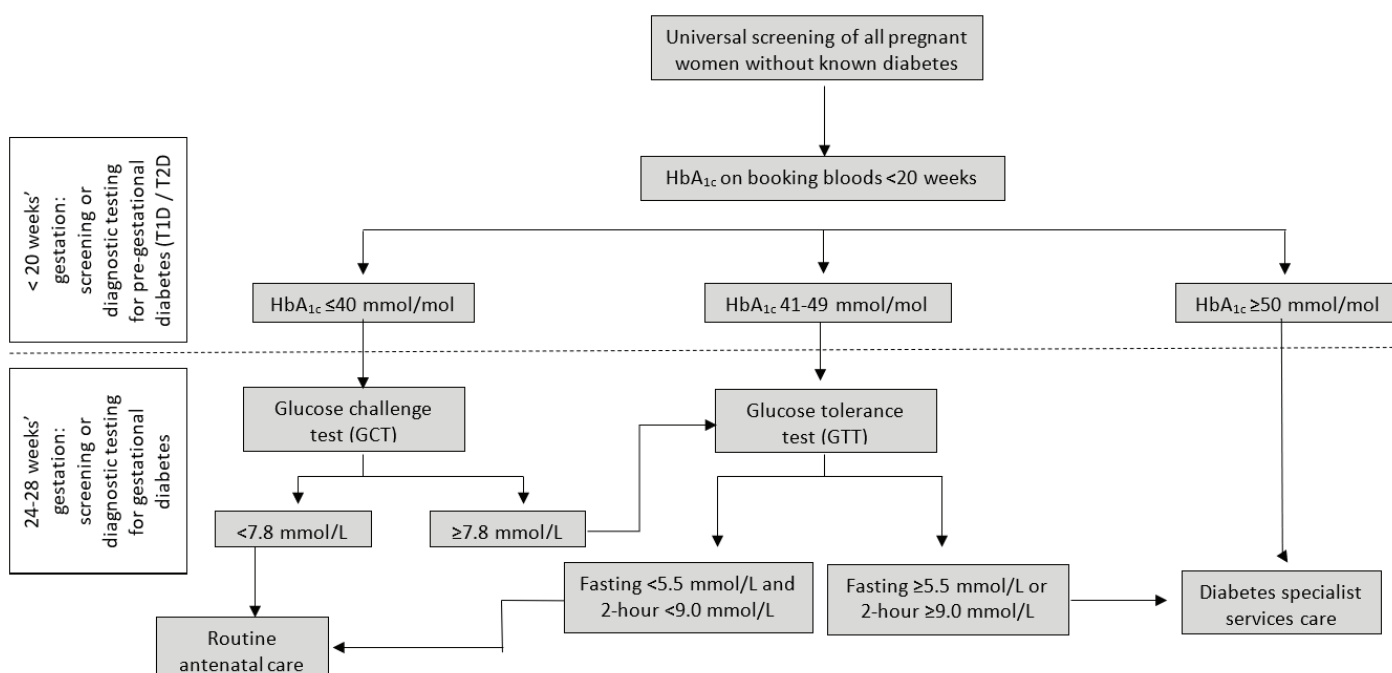 Universal screening of all pregnant
women without known diabetes
< 20 weeks'
gestation:
screening or
diagnostic testing
for pre-gestational
diabetes (T1D / T2D
HbA1c on booking bloods <20 weeks
HbA1c ≤40 mmol/mol
HbA1c 41-49 mmol/mol
HbA1c ≥50 mmol/mol
24-28 weeks'
gestation:
screening or
diagnostic testing
for gestational
diabetes
Glucose challenge
test (GCT)
Glucose tolerance
test (GTT)
<7.8 mmol/L
≥7.8 mmol/L
Fasting <5.5 mmol/L and
2-hour <9.0 mmol/L
Fasting ≥5.5 mmol/L or
2-hour ≥9.0 mmol/L
Diabetes specialist
services care
Routine
antenatal care